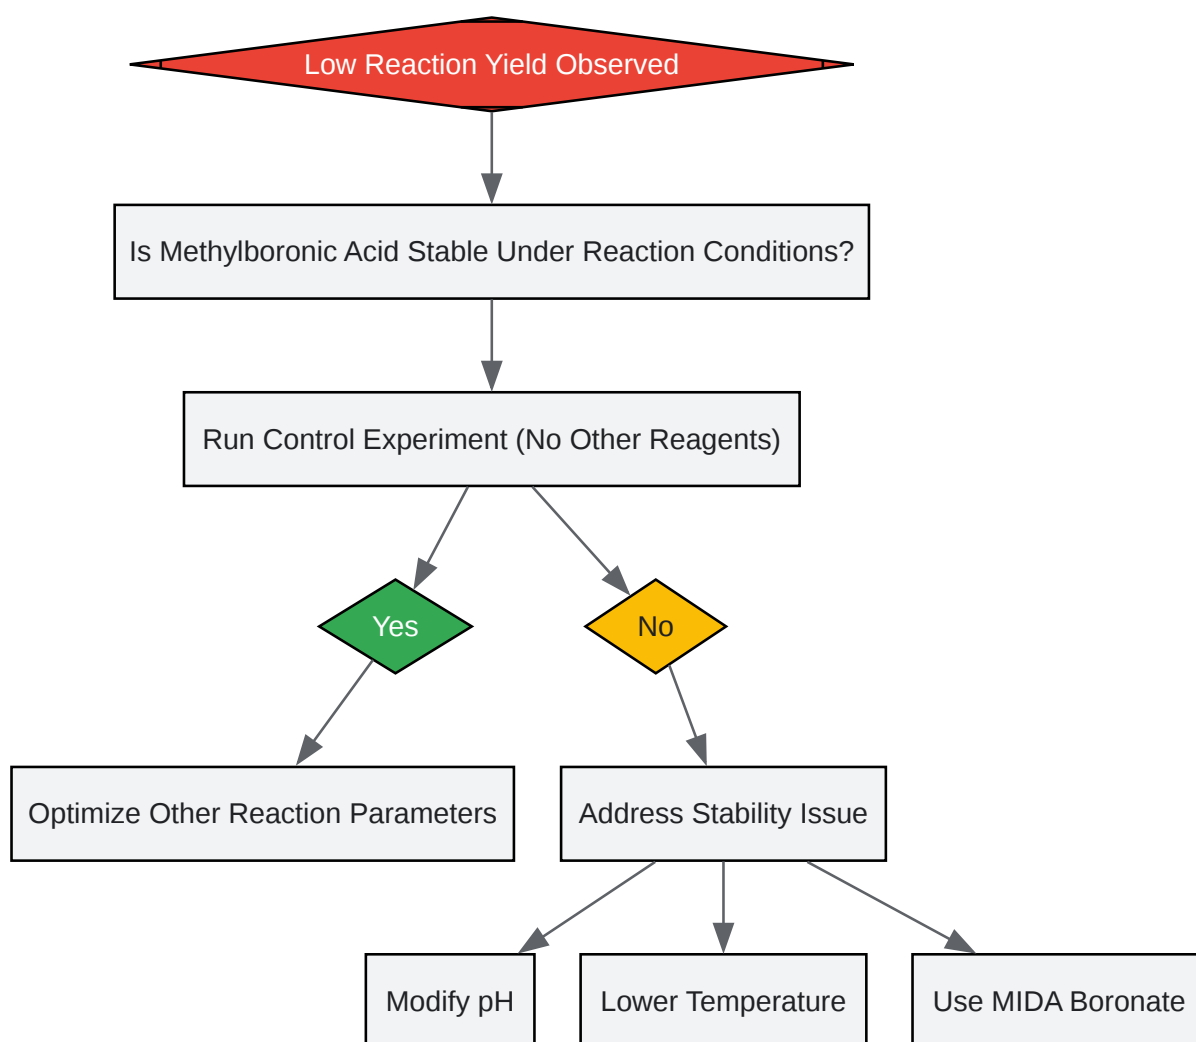 Low Reaction Yield Observed
Is Methylboronic Acid Stable Under Reaction Conditions?
Run Control Experiment (No Other Reagents)
Yes
No
Optimize Other Reaction Parameters
Address Stability Issue
Modify pH
Lower Temperature
Use MIDA Boronate